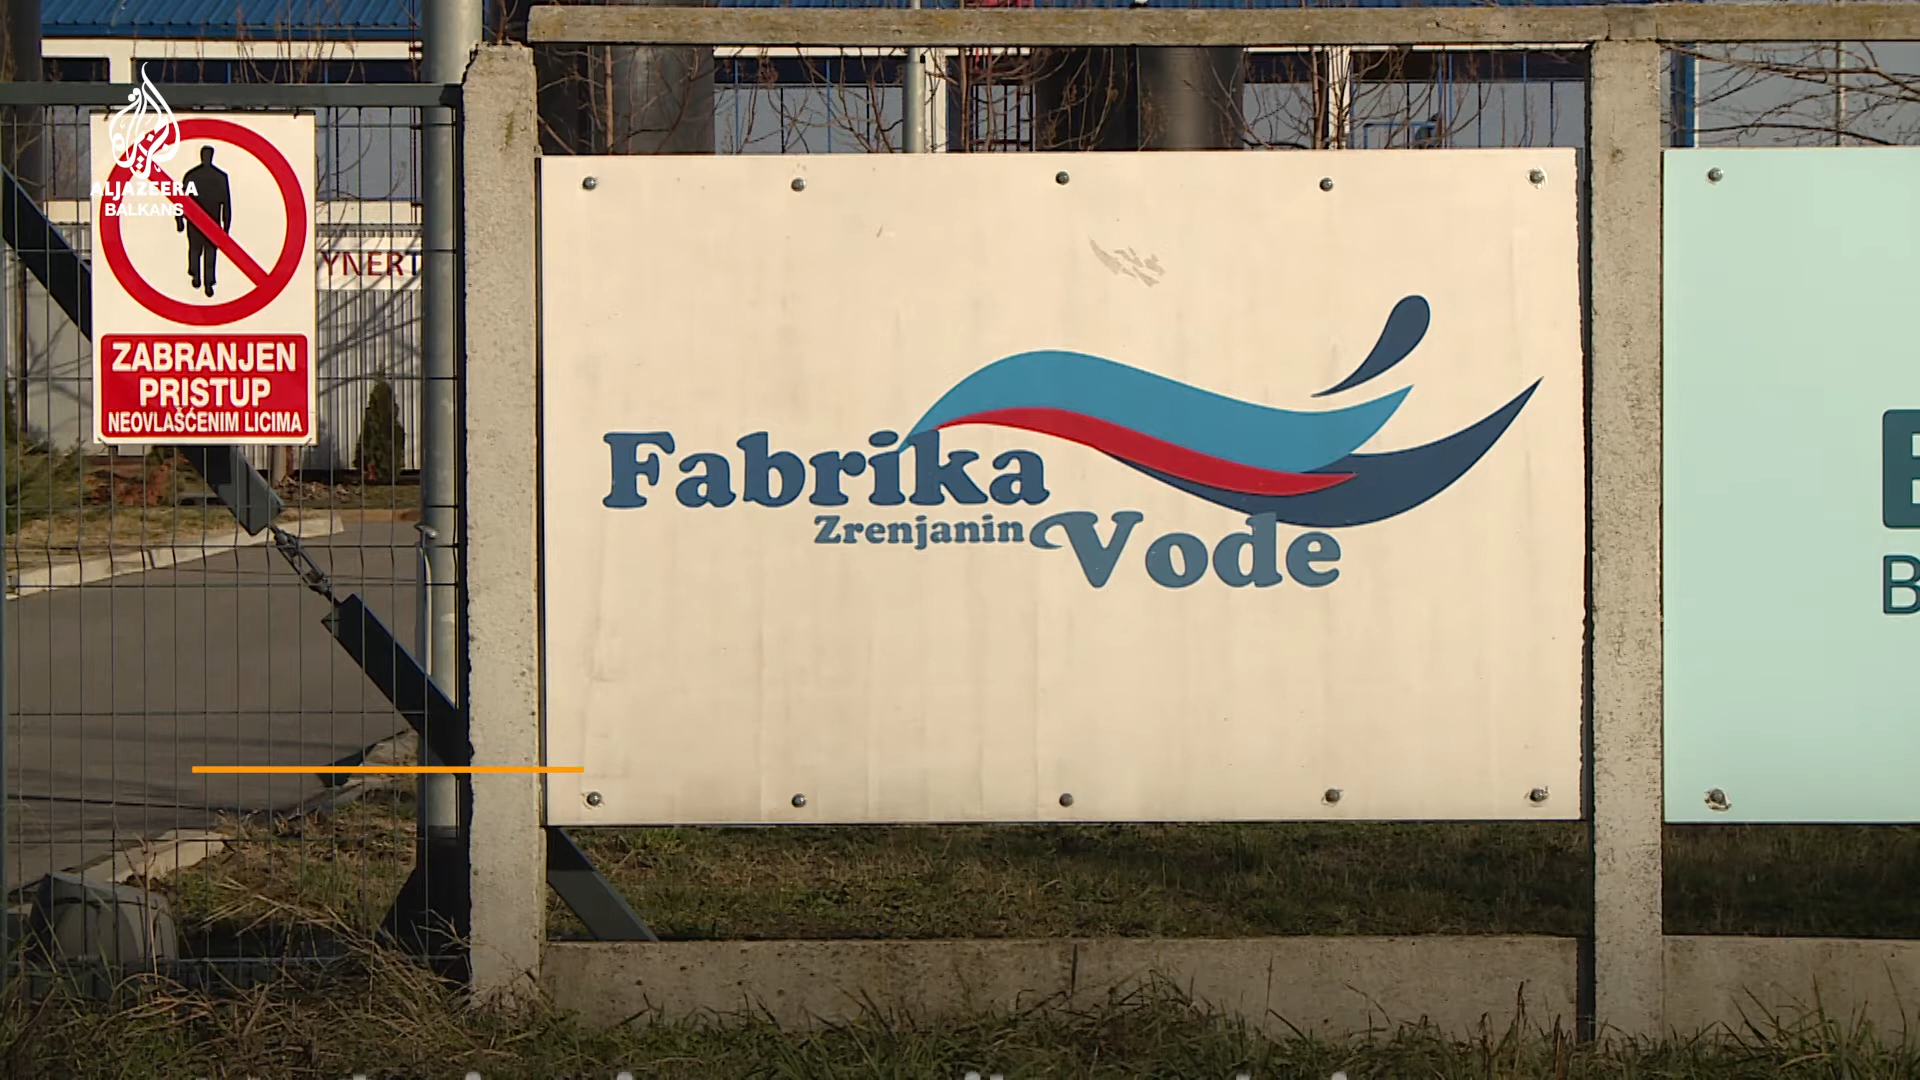 ALJAZEERA
BALKANS
YNERT
ZABRANJEN
PRISTUP
NEOVLAŠĆENIM LICIMA
Fabrika
Zrenjanin
Vode